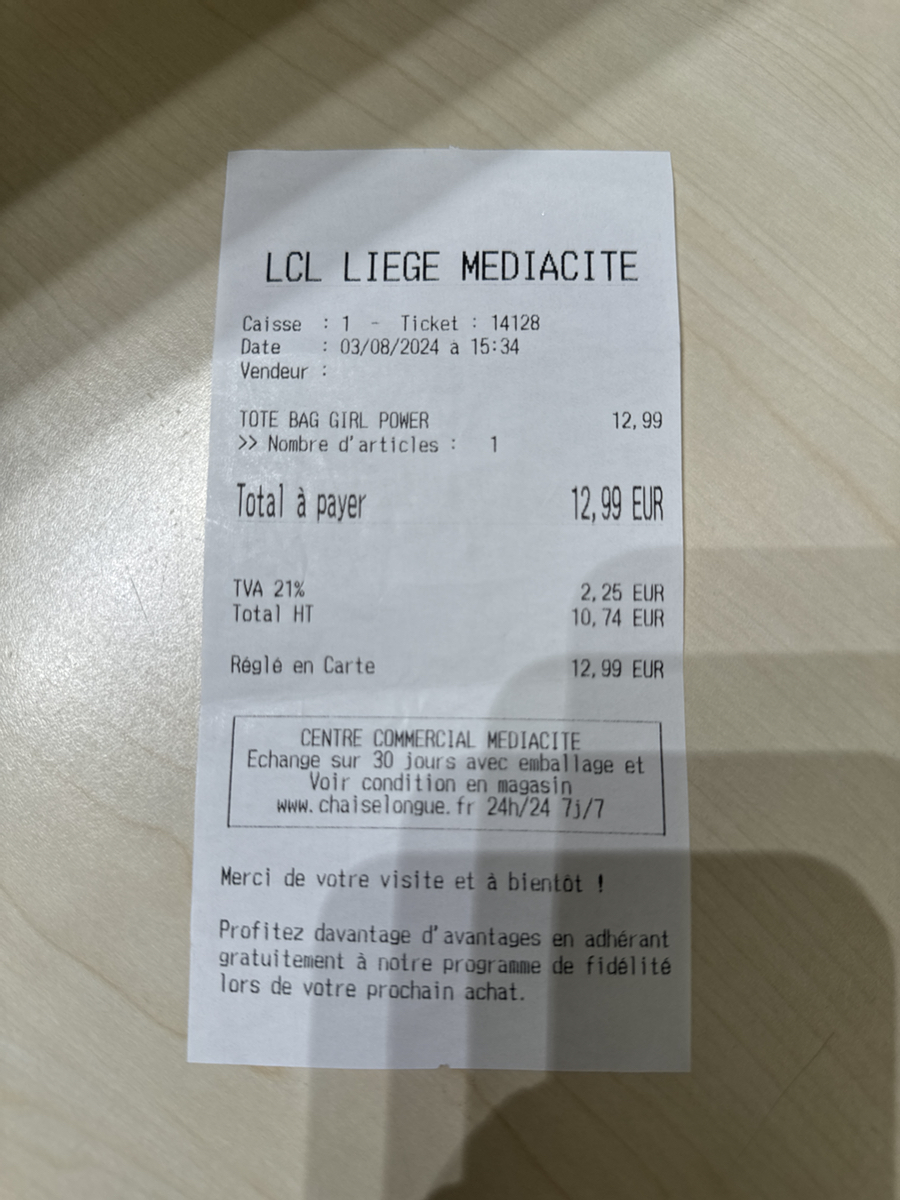 LCL LIEGE MEDIACITE
Caisse : 1 - Ticket : 14128
Date : 03/08/2024 à 15:34
Vendeur :
TOTE BAG GIRL POWER 12,99
>> Nombre d'articles : 1
Total à payer 12,99 EUR
TVA 21% 2,25 EUR
Total HT 10,74 EUR
Réglé en Carte 12,99 EUR
CENTRE COMMERCIAL MEDIACITE
Echange sur 30 jours avec emballage et
Voir condition en magasin
www.chaiselongue.fr 24h/24 7j/7
Merci de votre visite et à bientôt !
Profitez davantage d'avantages en adhérant
gratuitement à notre programme de fidélité
lors de votre prochain achat.